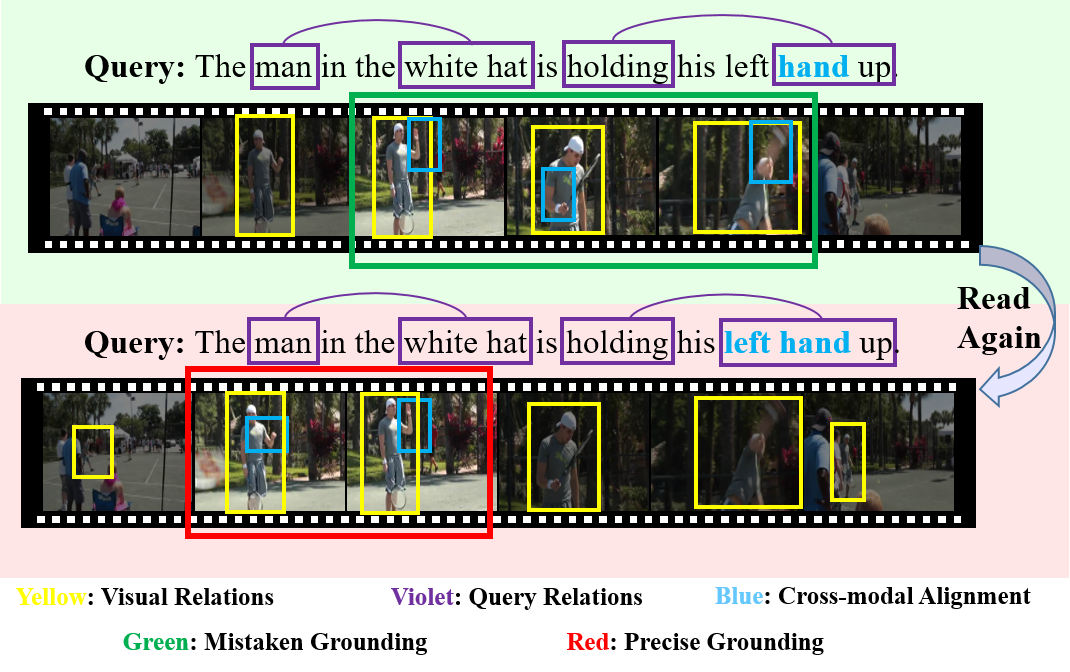 Query: The man in the white hat is holding his left hand up.
Read
Again
Query: The man in the white hat is holding his left hand up.
Yellow: Visual Relations Violet: Query Relations Blue: Cross-modal Alignment
Green: Mistaken Grounding Red: Precise Grounding